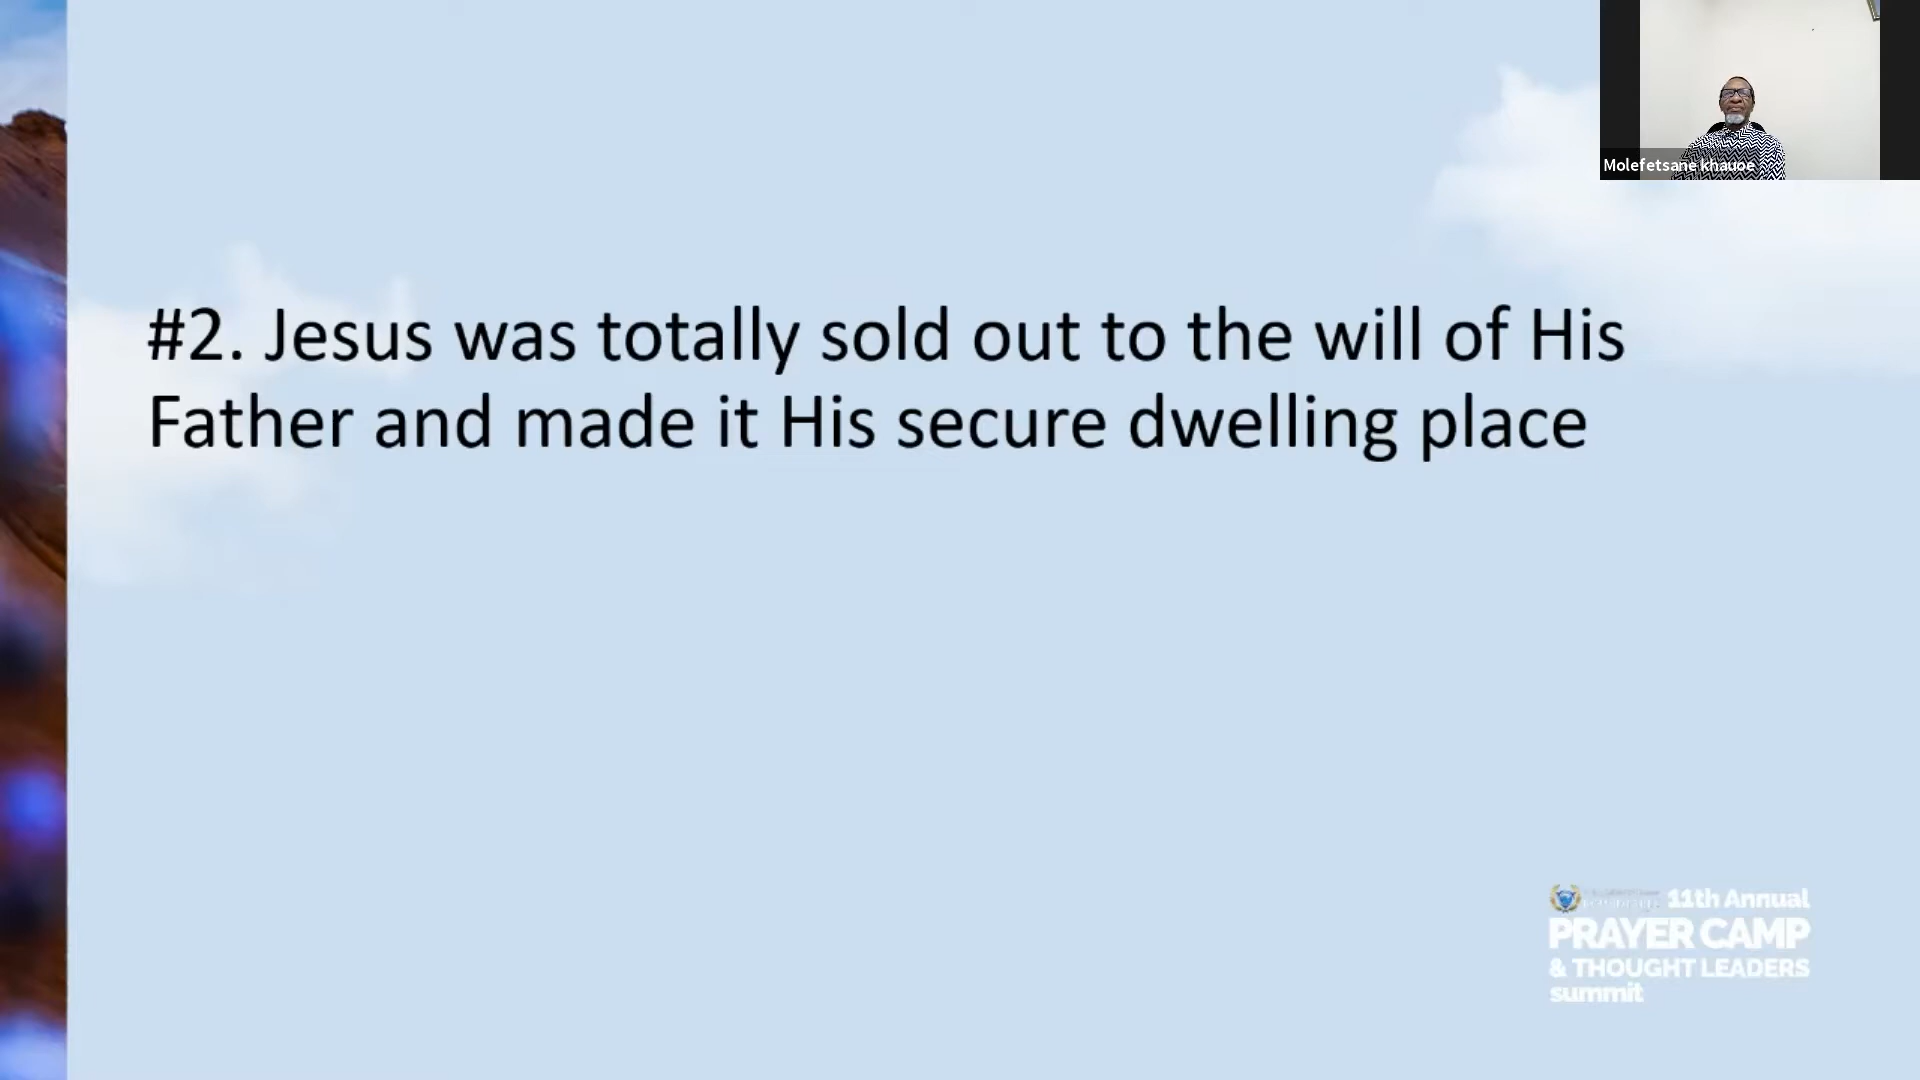 Molefetsane khauoe
#2. Jesus was totally sold out to the will of His
Father and made it His secure dwelling place
11th Annual
PRAYER CAMP
& THOUGHT LEADERS
summit